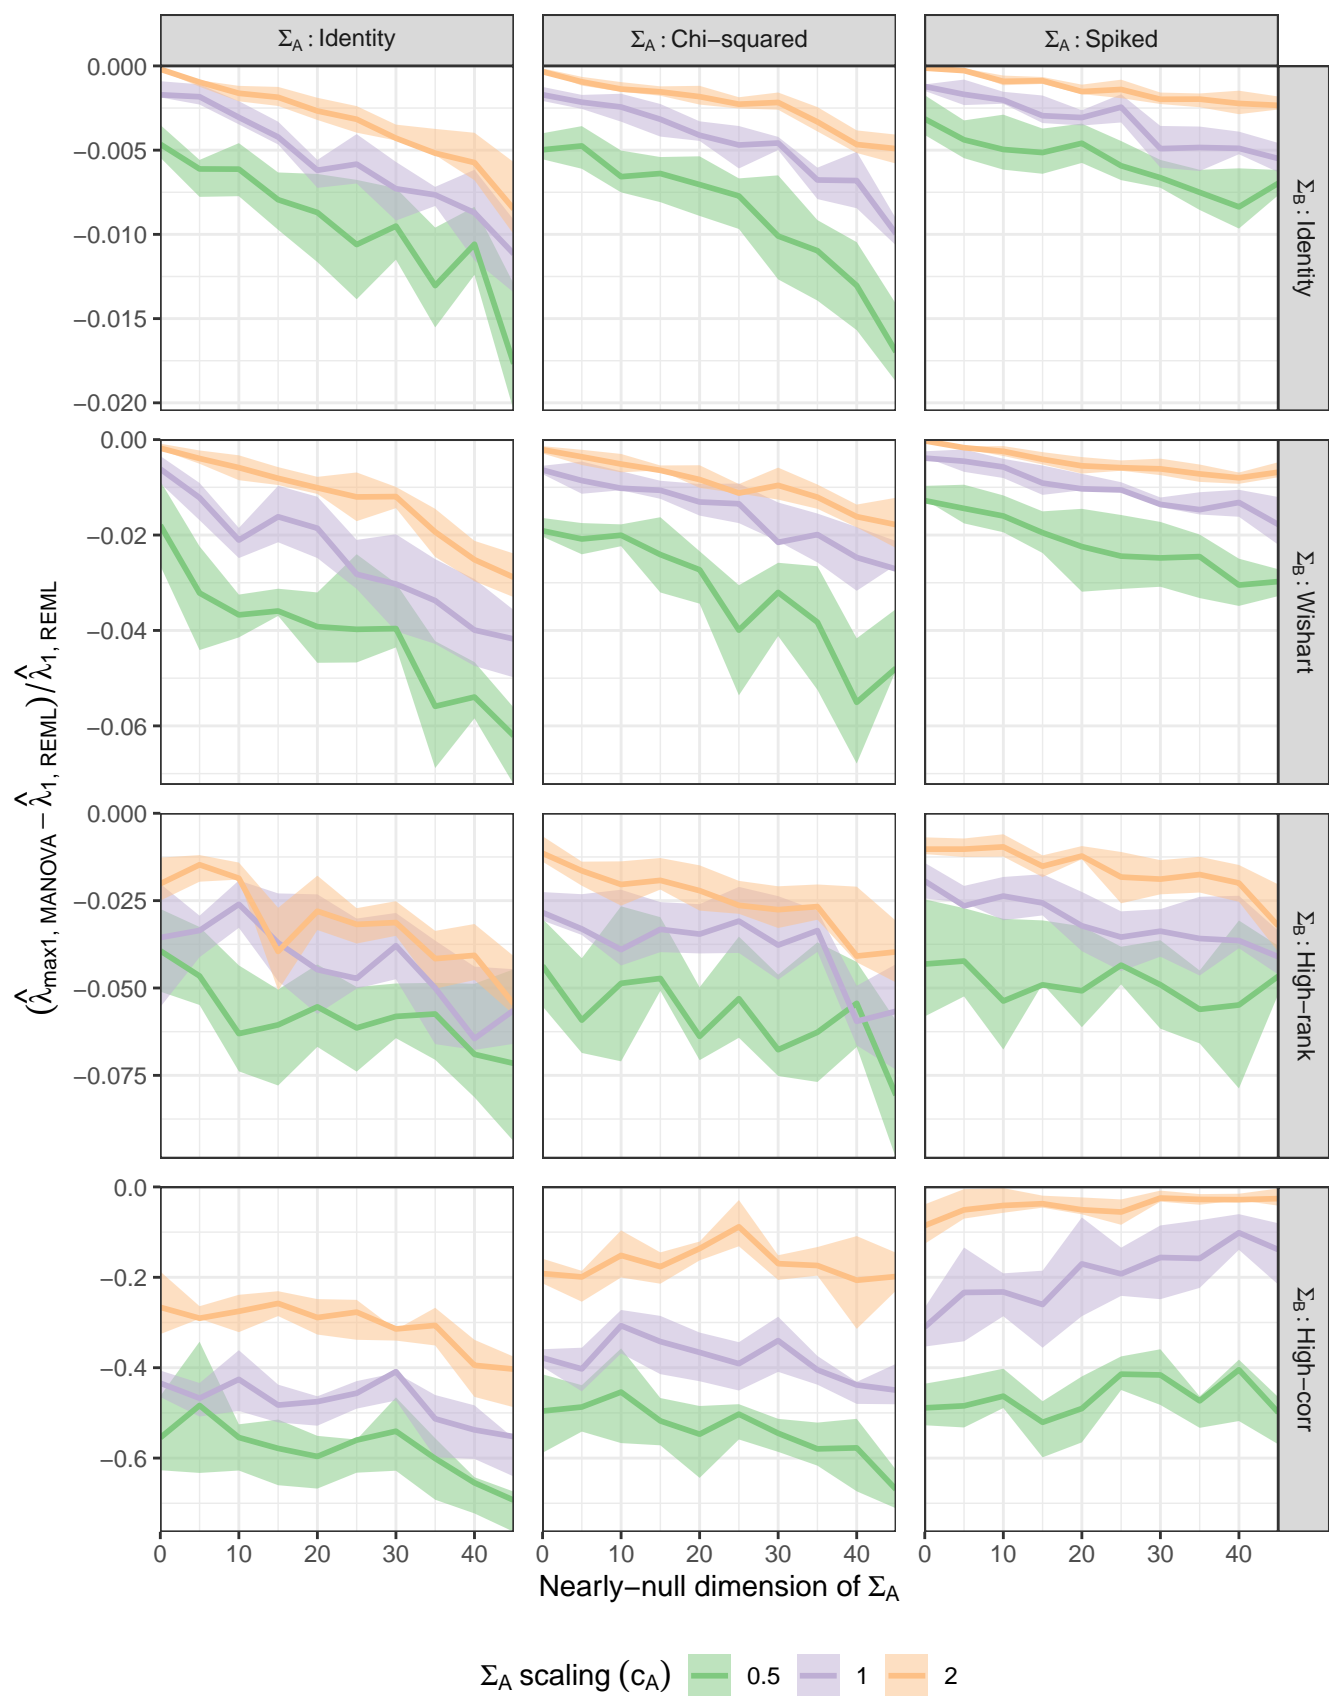 Σ_A : Identity Σ_A : Chi−squared Σ_A : Spiked
0.000
−0.005
−0.010
−0.015
−0.020
Σ_B : Identity
0.00
−0.02
−0.04
−0.06
Σ_B : Wishart
0.000
−0.025
−0.050
−0.075
Σ_B : High−rank
0.0
−0.2
−0.4
−0.6
Σ_B : High−corr
(λ̂_max1, MANOVA − λ̂_1, REML)/λ̂_1, REML
0 10 20 30 40 0 10 20 30 40 0 10 20 30 40
Nearly−null dimension of Σ_A
Σ_A scaling (c_A) 0.5 1 2